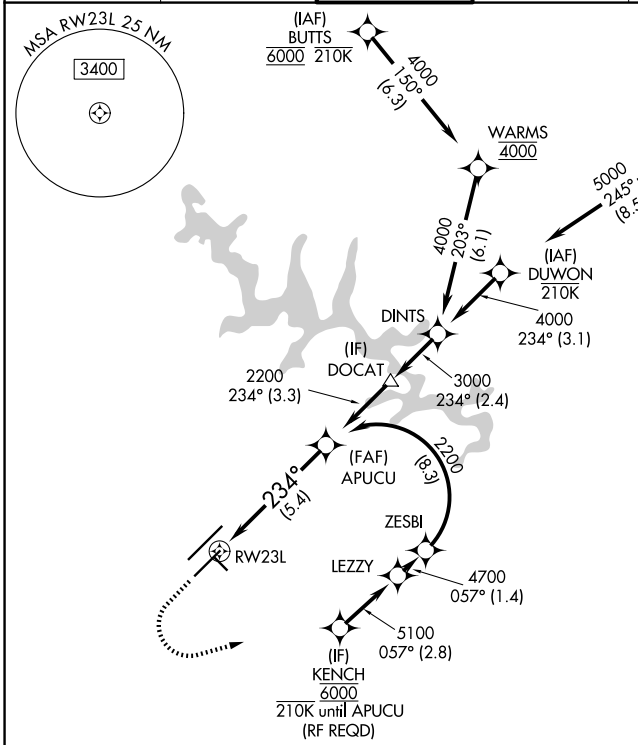 MSA RW23L 25 NM
3400
(IAF)
BUTTS
6000 210K
4000
150°
(6.3)
WARMS
4000
5000
245°
(8.5
4000
203°
(6.1)
(IAF)
DUWON
210K
4000
234° (3.1)
DINTS
(IF)
DOCAT
3000
234° (2.4)
2200
234° (3.3)
(FAF)
APUCU
2200
(8.3)
234°
(5.4)
RW23L
ZESBI
LEZZY
4700
057° (1.4)
5100
057° (2.8)
(IF)
KENCH
6000
210K until APUCU
(RF REQD)